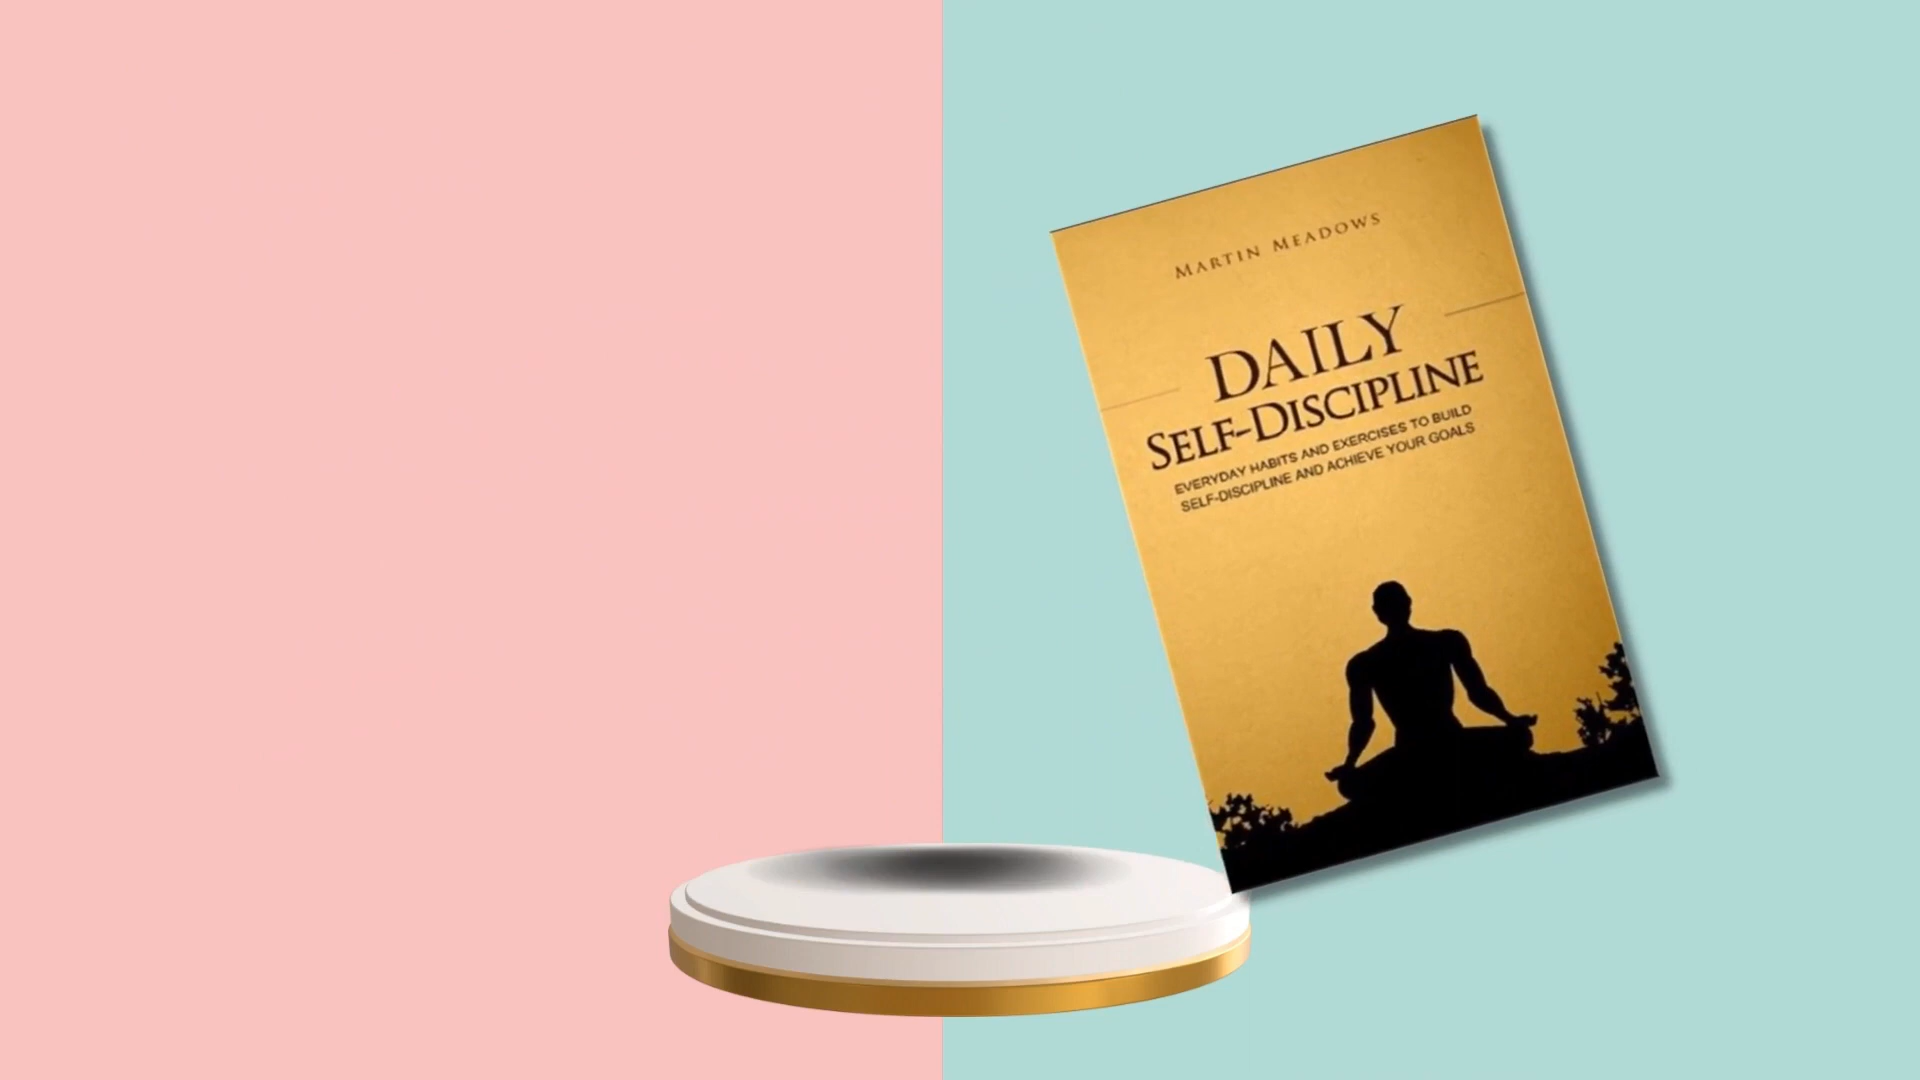 MARTIN MEADOWS
DAILY
SELF-DISCIPLINE
EVERYDAY HABITS AND EXERCISES TO BUILD
SELF-DISCIPLINE AND ACHIEVE YOUR GOALS